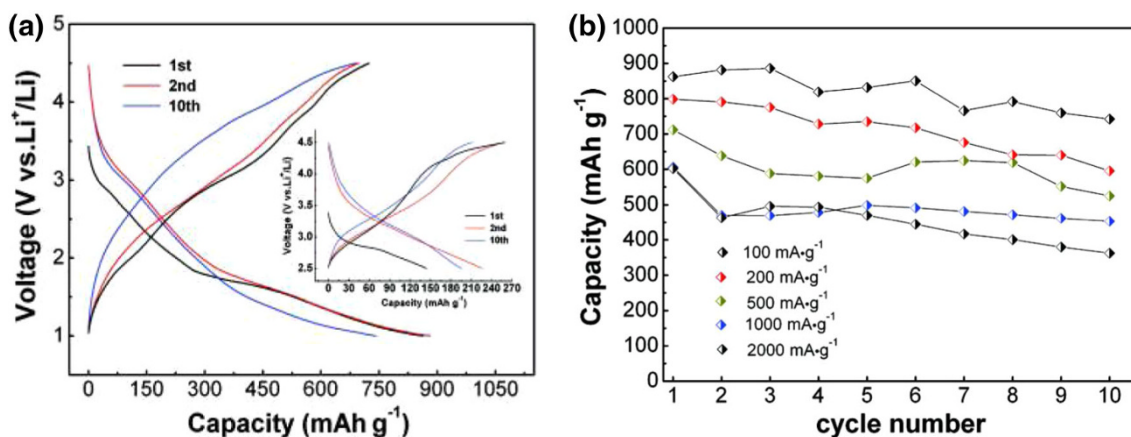 (a)
5
4
3
2
1
Voltage (V vs.Li⁺/Li)
1st
2nd
10th
0 150 300 450 600 750 900 1050
Capacity (mAh g⁻¹)
4.5
4.0
3.5
3.0
2.5
Voltage (V vs.Li⁺/Li)
1st
2nd
10th
0 30 60 90 120 150 180 210 240 270
Capacity (mAh g⁻¹)
(b)
1000
900
800
700
600
500
400
300
200
100
0
Capacity (mAh g⁻¹)
100 mA•g⁻¹
200 mA•g⁻¹
500 mA•g⁻¹
1000 mA•g⁻¹
2000 mA•g⁻¹
1 2 3 4 5 6 7 8 9 10
cycle number